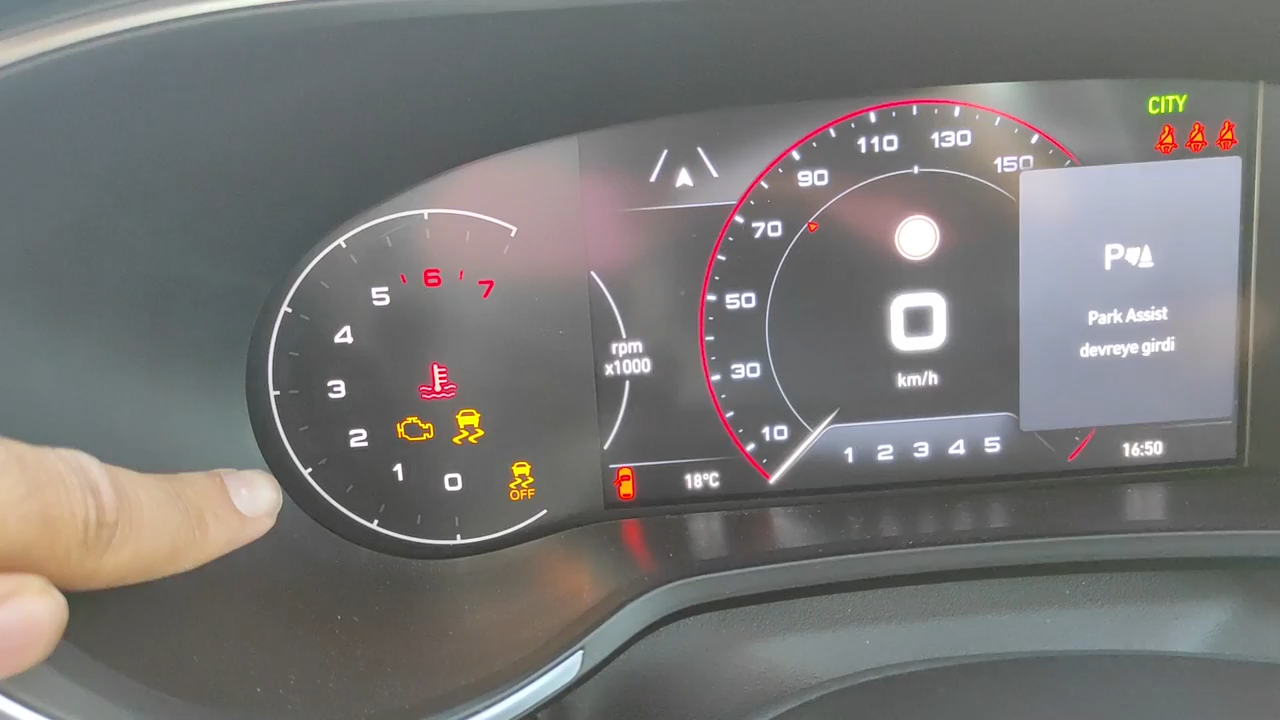 5 6 7
4
3
2
1 0
OFF
rpm
x1000
18°C
110 130
90 150
70
50
30
10
0
km/h
1 2 3 4 5
CITY
P
Park Assist
devreye girdi
16:50